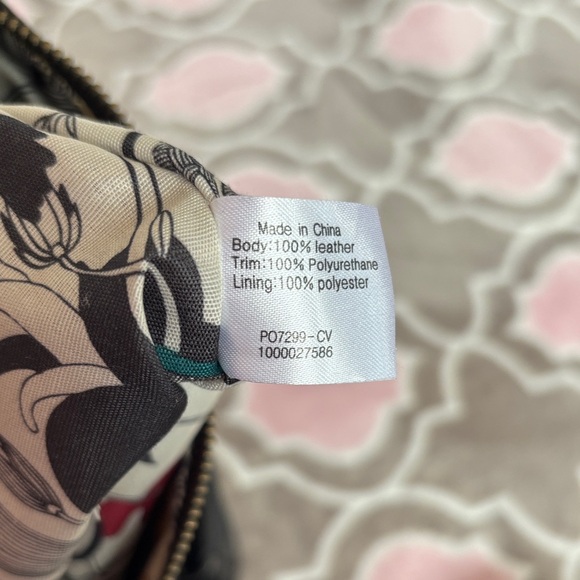 Made in China
Body:100% leather
Trim:100% Polyurethane
Lining:100% polyester
PO7299-CV
1000027586